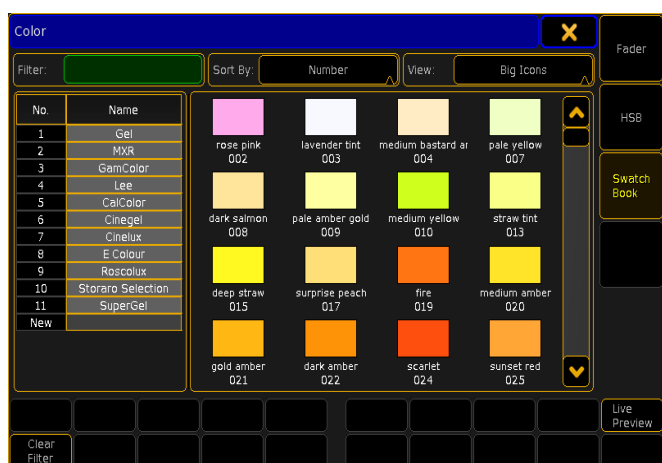 Color
Fader
Filter:
Sort By:
Number
View:
Big Icons
HSB
Swatch
Book
No. Name
1 Gel
2 MXR
3 GamColor
4 Lee
5 CalColor
6 Cinegel
7 Cinelux
8 E Colour
9 Roscolux
10 Storaro Selection
11 SuperGel
New
rose pink lavender tint medium bastard ar pale yellow
002 003 004 007
dark salmon pale amber gold medium yellow straw tint
008 009 010 013
deep straw surprise peach fire medium amber
015 017 019 020
gold amber dark amber scarlet sunset red
021 022 024 025
Live
Preview
Clear
Filter